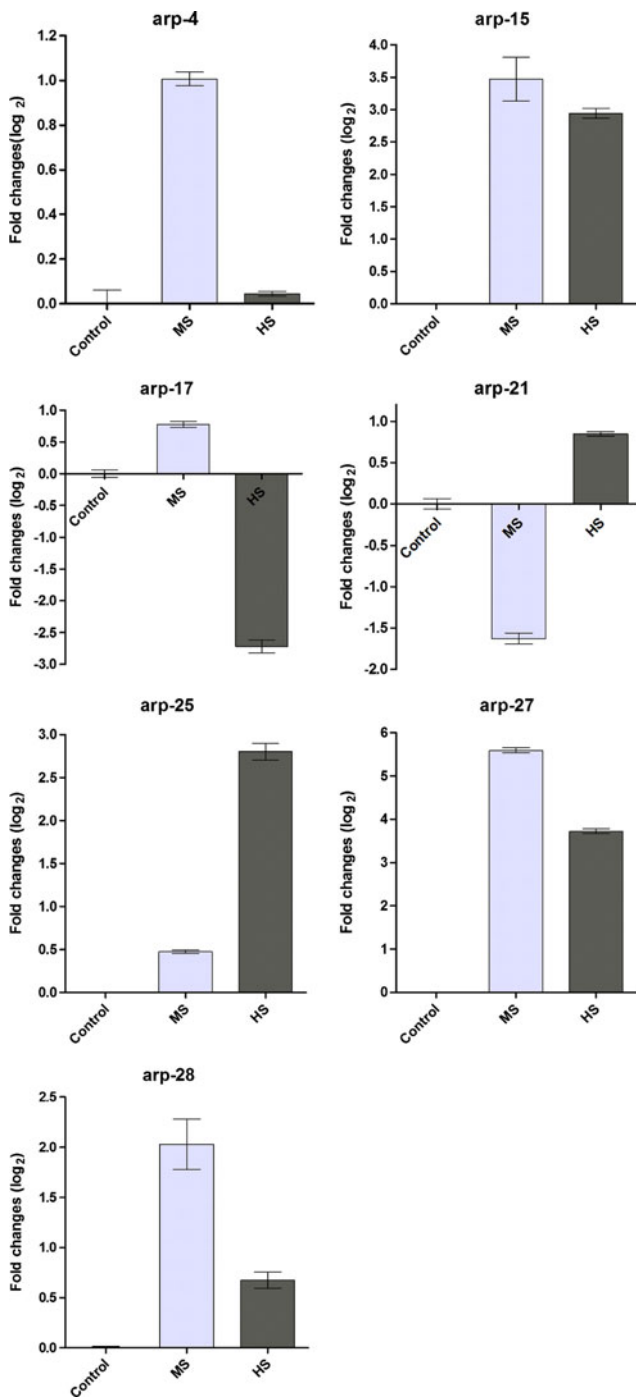 arp-4
Fold changes(log 2)
1.2
1.0
0.8
0.6
0.4
0.2
0.0
Control
MS
HS
arp-15
Fold changes (log 2)
4.0
3.5
3.0
2.5
2.0
1.5
1.0
0.5
0.0
Control
MS
HS
arp-17
Fold changes (log2)
1.0
0.5
0.0
-0.5
-1.0
-1.5
-2.0
-2.5
-3.0
Control
MS
HS
arp-21
Fold changes (log2)
1.0
0.5
0.0
-0.5
-1.0
-1.5
-2.0
Control
MS
HS
arp-25
Fold changes (log2)
3.0
2.5
2.0
1.5
1.0
0.5
0.0
Control
MS
HS
arp-27
Fold changes (log2)
6
5
4
3
2
1
0
Control
MS
HS
arp-28
Fold changes (log2)
2.5
2.0
1.5
1.0
0.5
0.0
Control
MS
HS